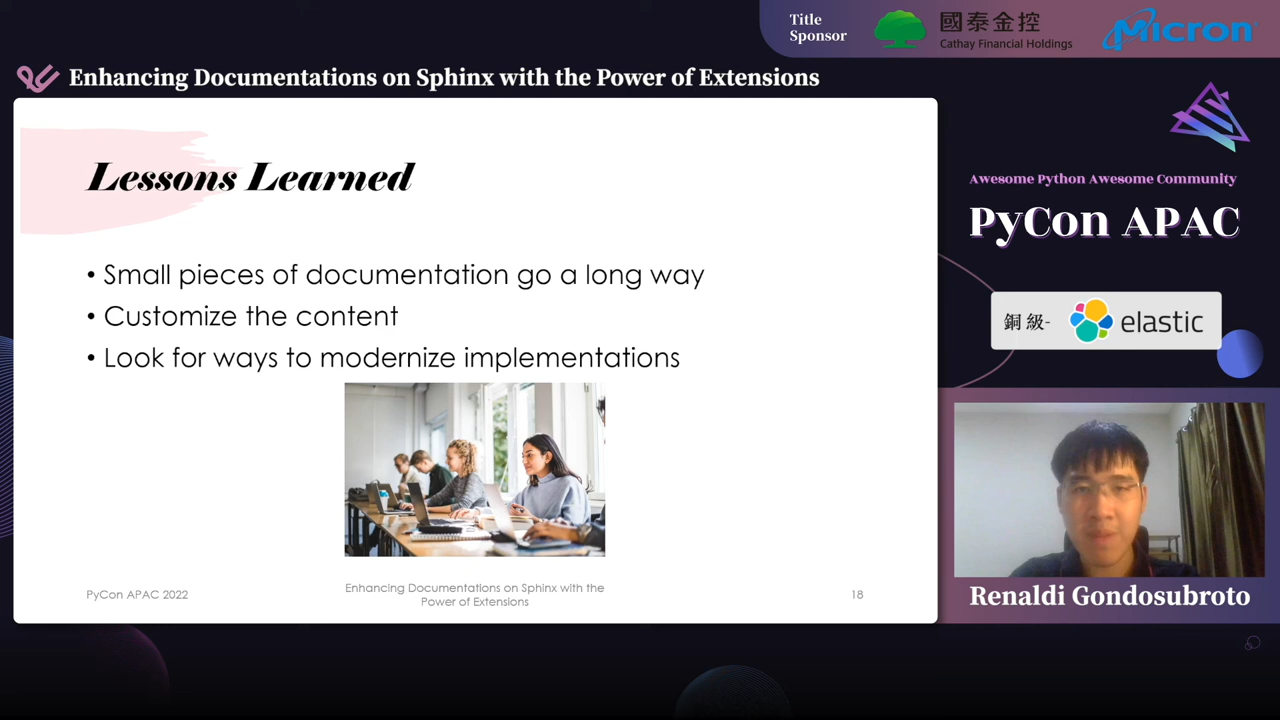 Title
Sponsor
國泰金控
Cathay Financial Holdings
Micron
Enhancing Documentations on Sphinx with the Power of Extensions
Lessons Learned
• Small pieces of documentation go a long way
• Customize the content
• Look for ways to modernize implementations
PyCon APAC 2022
Enhancing Documentations on Sphinx with the
Power of Extensions
18
Awesome Python Awesome Community
PyCon APAC
銅級- elastic
Renaldi Gondosubroto